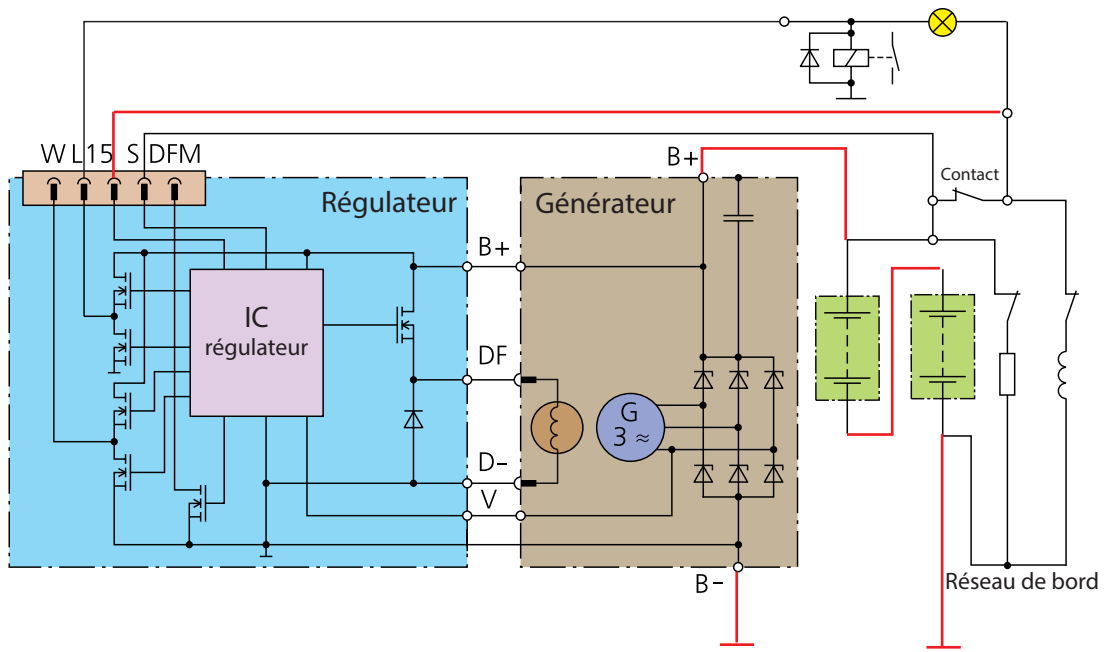 W L 15 S DFM
B+
Contact
Régulateur
Générateur
B+
IC
régulateur
DF
G
3 ≈
D-
V
B-
Réseau de bord